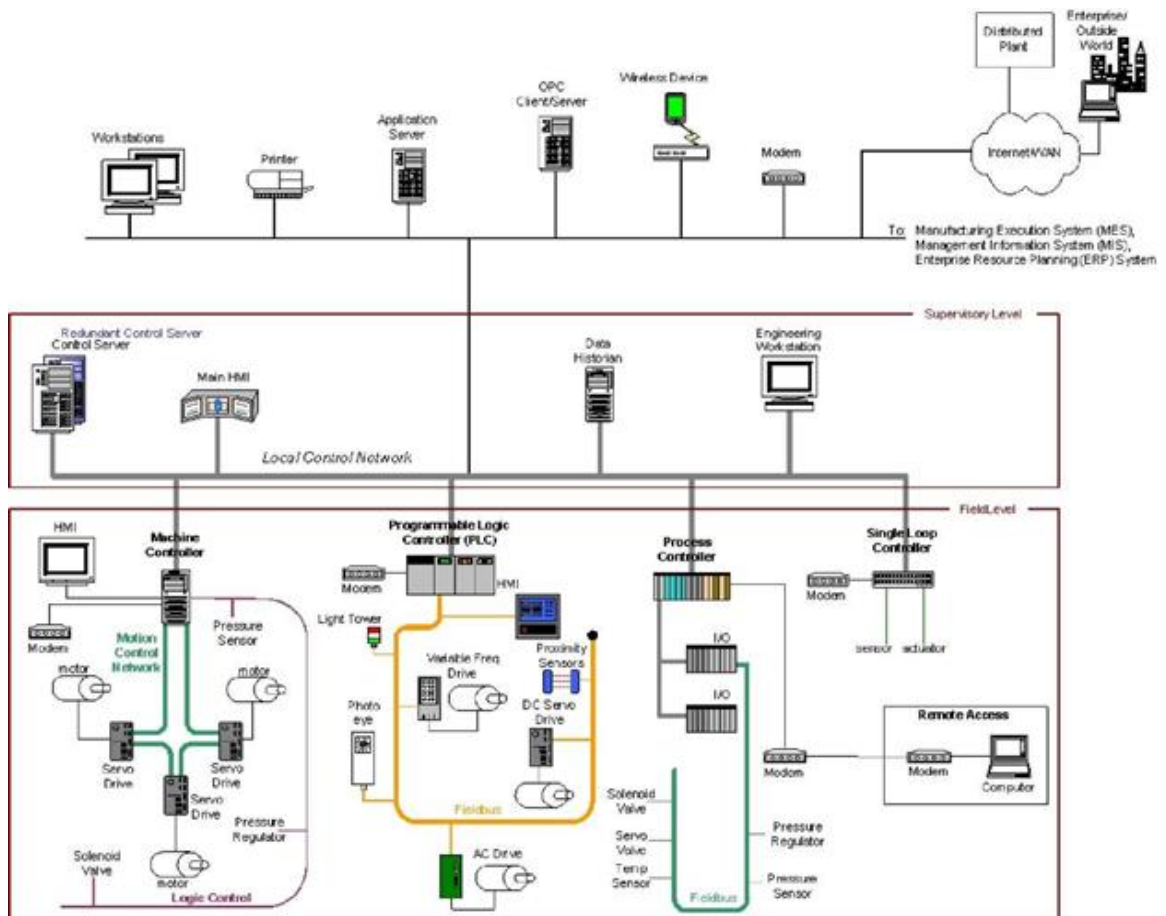 Distributed
Plant
Enterprise/
Outside
World
Wireless Device
OPC
Client/Server
Application
Server
Workstations
Printer
Modem
Internet/WAN
To: Manufacturing Execution System (MES),
Management Information System (MIS),
Enterprise Resource Planning (ERP) System
Supervisory Level
Redundant Control Server
Control Server
Main HMI
Data
Historian
Engineering
Workstation
Local Control Network
FieldLevel
HMI
Machine
Controller
Programmable Logic
Controller (PLC)
Process
Controller
Single Loop
Controller
Modem
HMI
Modem
Modem
Pressure
Sensor
Light Tower
Motion
Control
Network
motor
motor
Variable Freq.
Drive
Proximity
Sensors
I/O
sensor
actuator
Photo
eye
DC Servo
Drive
I/O
Remote Access
Servo
Drive
Servo
Drive
Servo
Drive
Modem
Modem
Computer
Solenoid
Valve
Fieldbus
Pressure
Regulator
Servo
Valve
Pressure
Regulator
Solenoid
Valve
motor
AC Drive
Temp
Sensor
Pressure
Sensor
Logic Control
Fieldbus